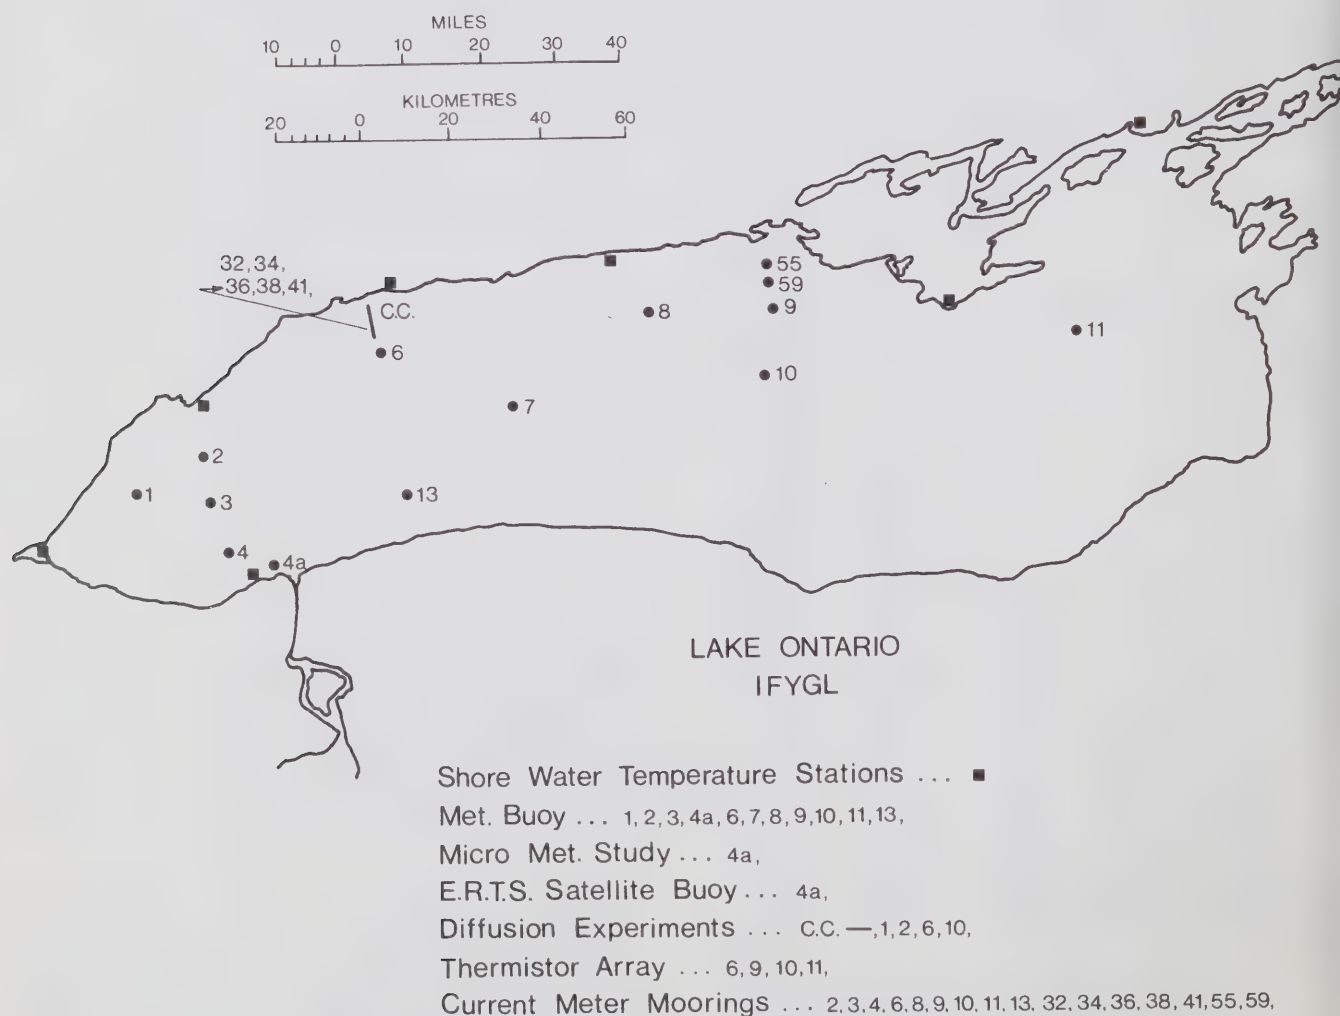 MILES
10 0 10 20 30 40
KILOMETRES
20 0 20 40 60
32,34,
36,38,41,
C.C.
55
59
9
8
6
11
10
7
2
1
3
13
4
4a
LAKE ONTARIO
IFYGL
Shore Water Temperature Stations ... ■
Met. Buoy ... 1, 2, 3, 4a, 6, 7, 8, 9, 10, 11, 13,
Micro Met. Study ... 4a,
E.R.T.S. Satellite Buoy ... 4a,
Diffusion Experiments ... C.C. —, 1, 2, 6, 10,
Thermistor Array ... 6, 9, 10, 11,
Current Meter Moorings ... 2, 3, 4, 6, 8, 9, 10, 11, 13, 32, 34, 36, 38, 41, 55, 59,